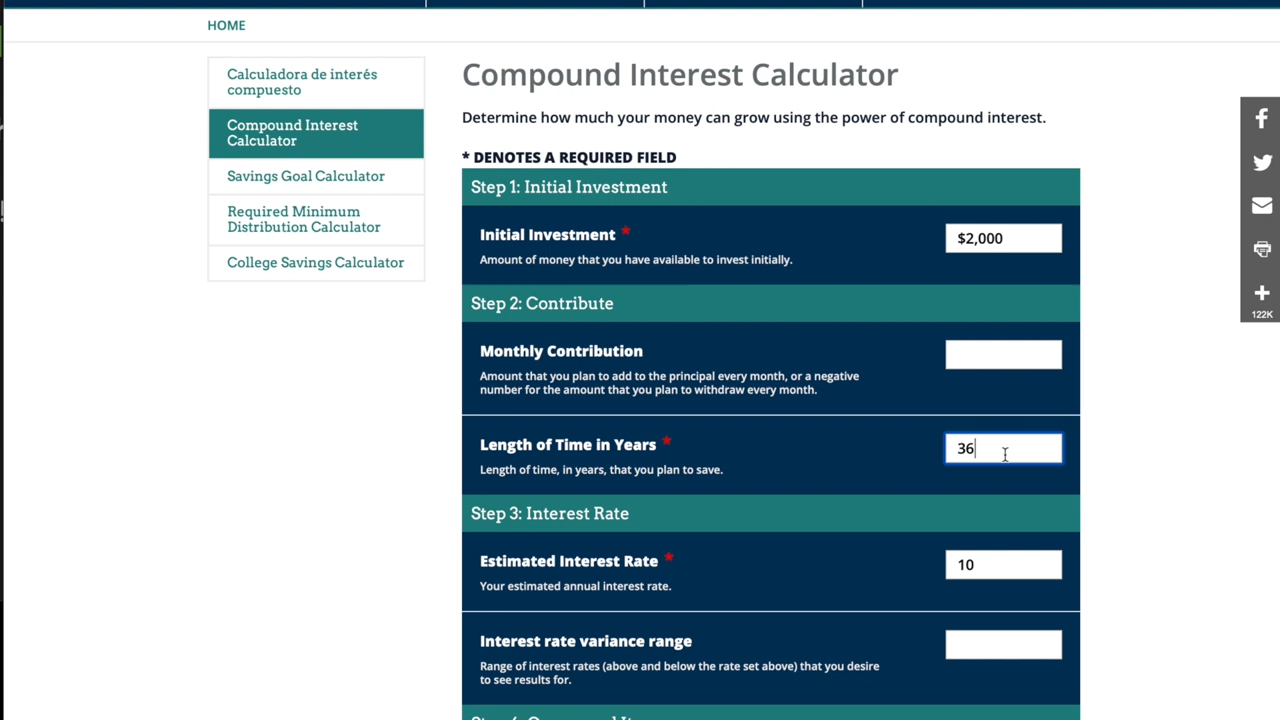 HOME
Calculadora de interés
compuesto
Compound Interest
Calculator
Savings Goal Calculator
Required Minimum
Distribution Calculator
College Savings Calculator
Compound Interest Calculator
Determine how much your money can grow using the power of compound interest.
* DENOTES A REQUIRED FIELD
Step 1: Initial Investment
Initial Investment *
$2,000
Amount of money that you have available to invest initially.
Step 2: Contribute
Monthly Contribution
Amount that you plan to add to the principal every month, or a negative
number for the amount that you plan to withdraw every month.
Length of Time in Years *
36
Length of time, in years, that you plan to save.
Step 3: Interest Rate
Estimated Interest Rate *
10
Your estimated annual interest rate.
Interest rate variance range
Range of interest rates (above and below the rate set above) that you desire
to see results for.
122K